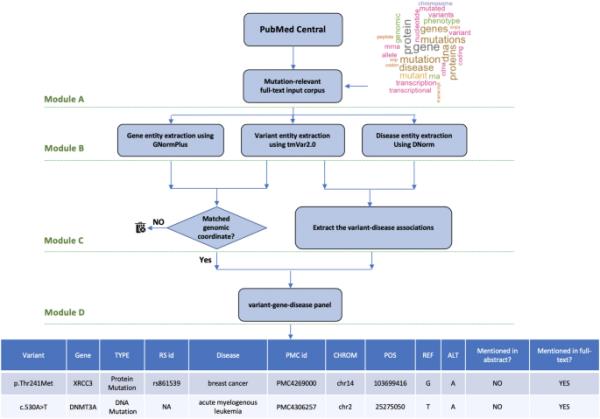 PubMed Central
chromosome
mutated
variants
phenotype
genomic
nucleotide
protein
genes
variant
peptide
mutations
mma
gene
dna
allele
mutation
coding
disease
proteins
mutant
rna
cdna
transcription
transcriptional
Mutation-relevant
full-text input corpus
Module A
Gene entity extraction using
GNormPlus
Variant entity extraction
using tmVar2.0
Disease entity extraction
Using DNorm
Module B
NO
Matched
genomic
coordinate?
Extract the variant-disease associations
Module C
Yes
variant-gene-disease panel
Module D
Variant Gene TYPE RS id Disease PMC id CHROM POS REF ALT Mentioned in abstract? Mentioned in full-text?
p.Thr241Met XRCC3 Protein Mutation rs861539 breast cancer PMC4269000 chr14 103699416 G A NO YES
c.530A>T DNMT3A DNA Mutation NA acute myelogenous leukemia PMC4306257 chr2 25275050 T A NO YES